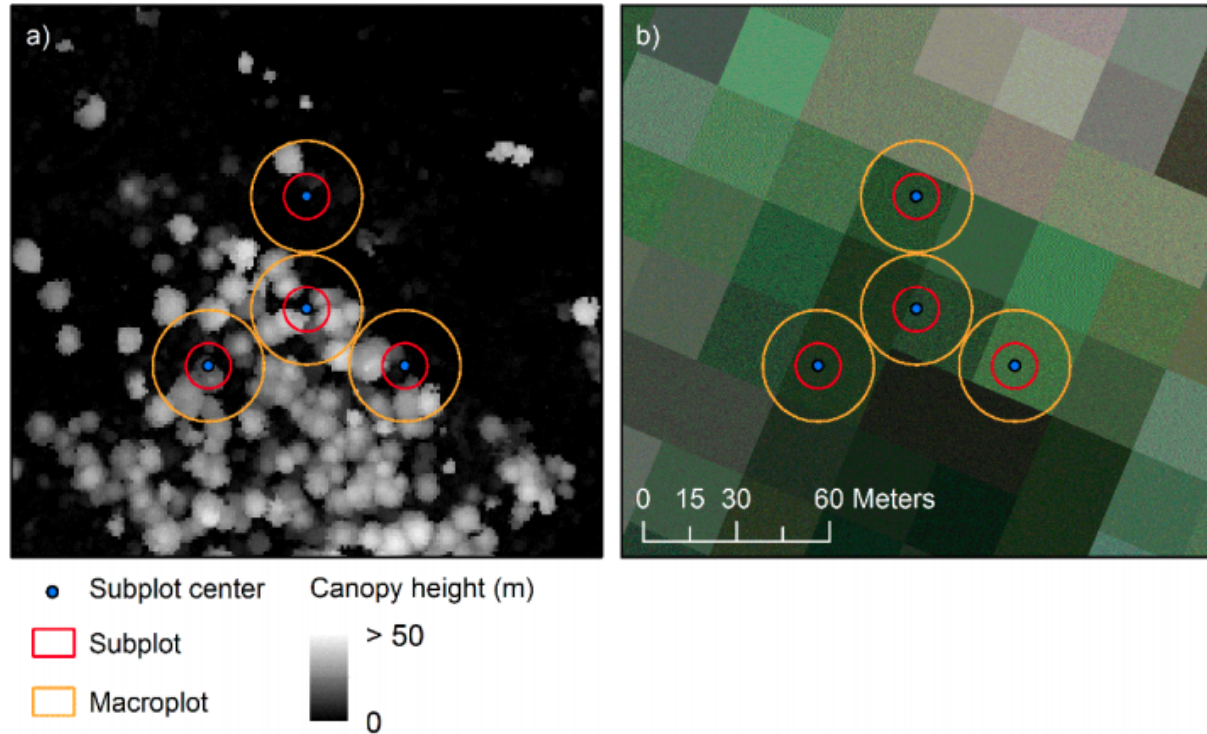 a)
b)
0 15 30 60 Meters
Subplot center
Subplot
Macroplot
Canopy height (m)
> 50
0